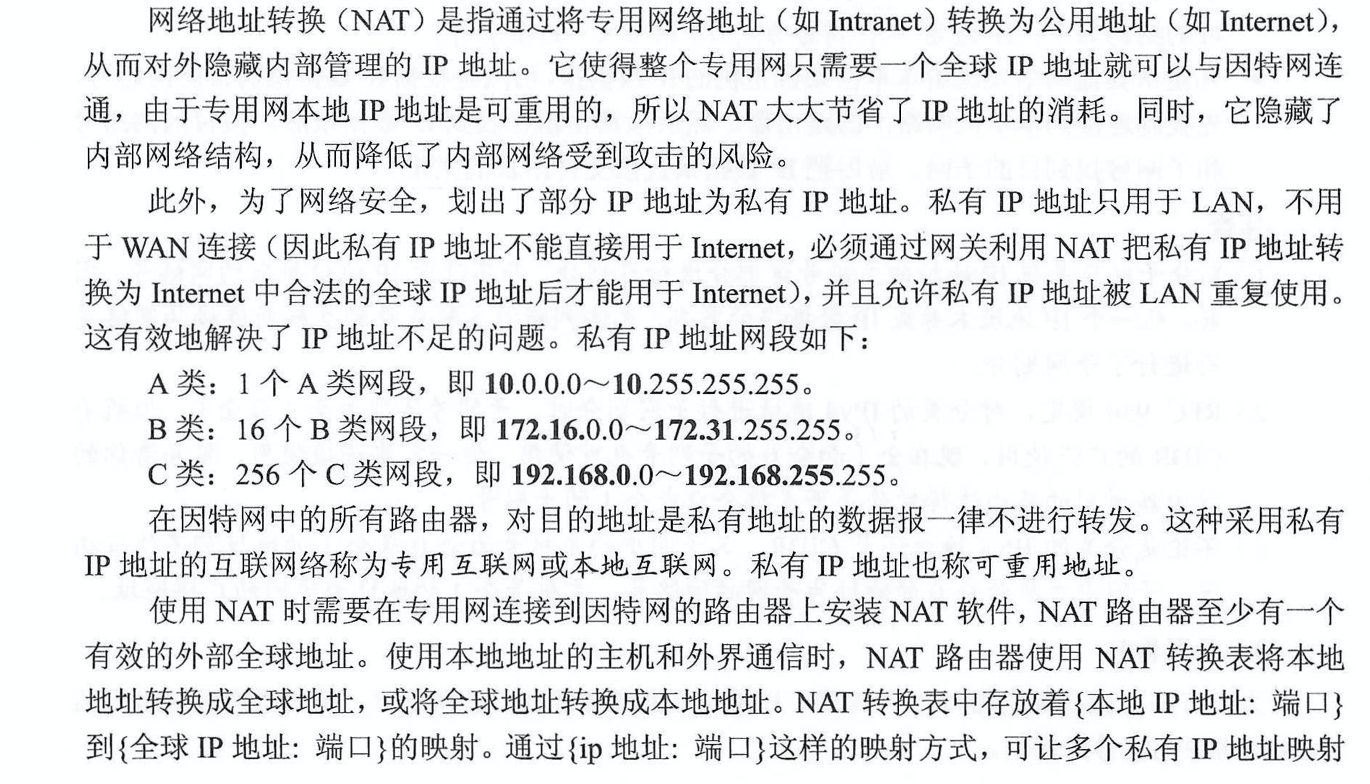 网络地址转换（NAT）是指通过将专用网络地址（如 Intranet）转换为公用地址（如 Internet），
从而对外隐藏内部管理的 IP 地址。它使得整个专用网只需要一个全球 IP 地址就可以与因特网连
通，由于专用网本地 IP 地址是可重用的，所以 NAT 大大节省了 IP 地址的消耗。同时，它隐藏了
内部网络结构，从而降低了内部网络受到攻击的风险。
此外，为了网络安全，划出了部分 IP 地址为私有 IP 地址。私有 IP 地址只用于 LAN，不用
于 WAN 连接（因此私有 IP 地址不能直接用于 Internet，必须通过网关利用 NAT 把私有 IP 地址转
换为 Internet 中合法的全球 IP 地址后才能用于 Internet），并且允许私有 IP 地址被 LAN 重复使用。
这有效地解决了 IP 地址不足的问题。私有 IP 地址网段如下：
A 类：1 个 A 类网段，即 10.0.0.0～10.255.255.255。
B 类：16 个 B 类网段，即 172.16.0.0～172.31.255.255。
C 类：256 个 C 类网段，即 192.168.0.0～192.168.255.255。
在因特网中的所有路由器，对目的地址是私有地址的数据报一律不进行转发。这种采用私有
IP 地址的互联网络称为专用互联网或本地互联网。私有 IP 地址也称可重用地址。
使用 NAT 时需要在专用网连接到因特网的路由器上安装 NAT 软件，NAT 路由器至少有一个
有效的外部全球地址。使用本地地址的主机和外界通信时，NAT 路由器使用 NAT 转换表将本地
地址转换成全球地址，或将全球地址转换成本地地址。NAT 转换表中存放着{本地 IP 地址：端口}
到{全球 IP 地址：端口}的映射。通过{ip 地址：端口}这样的映射方式，可让多个私有 IP 地址映射